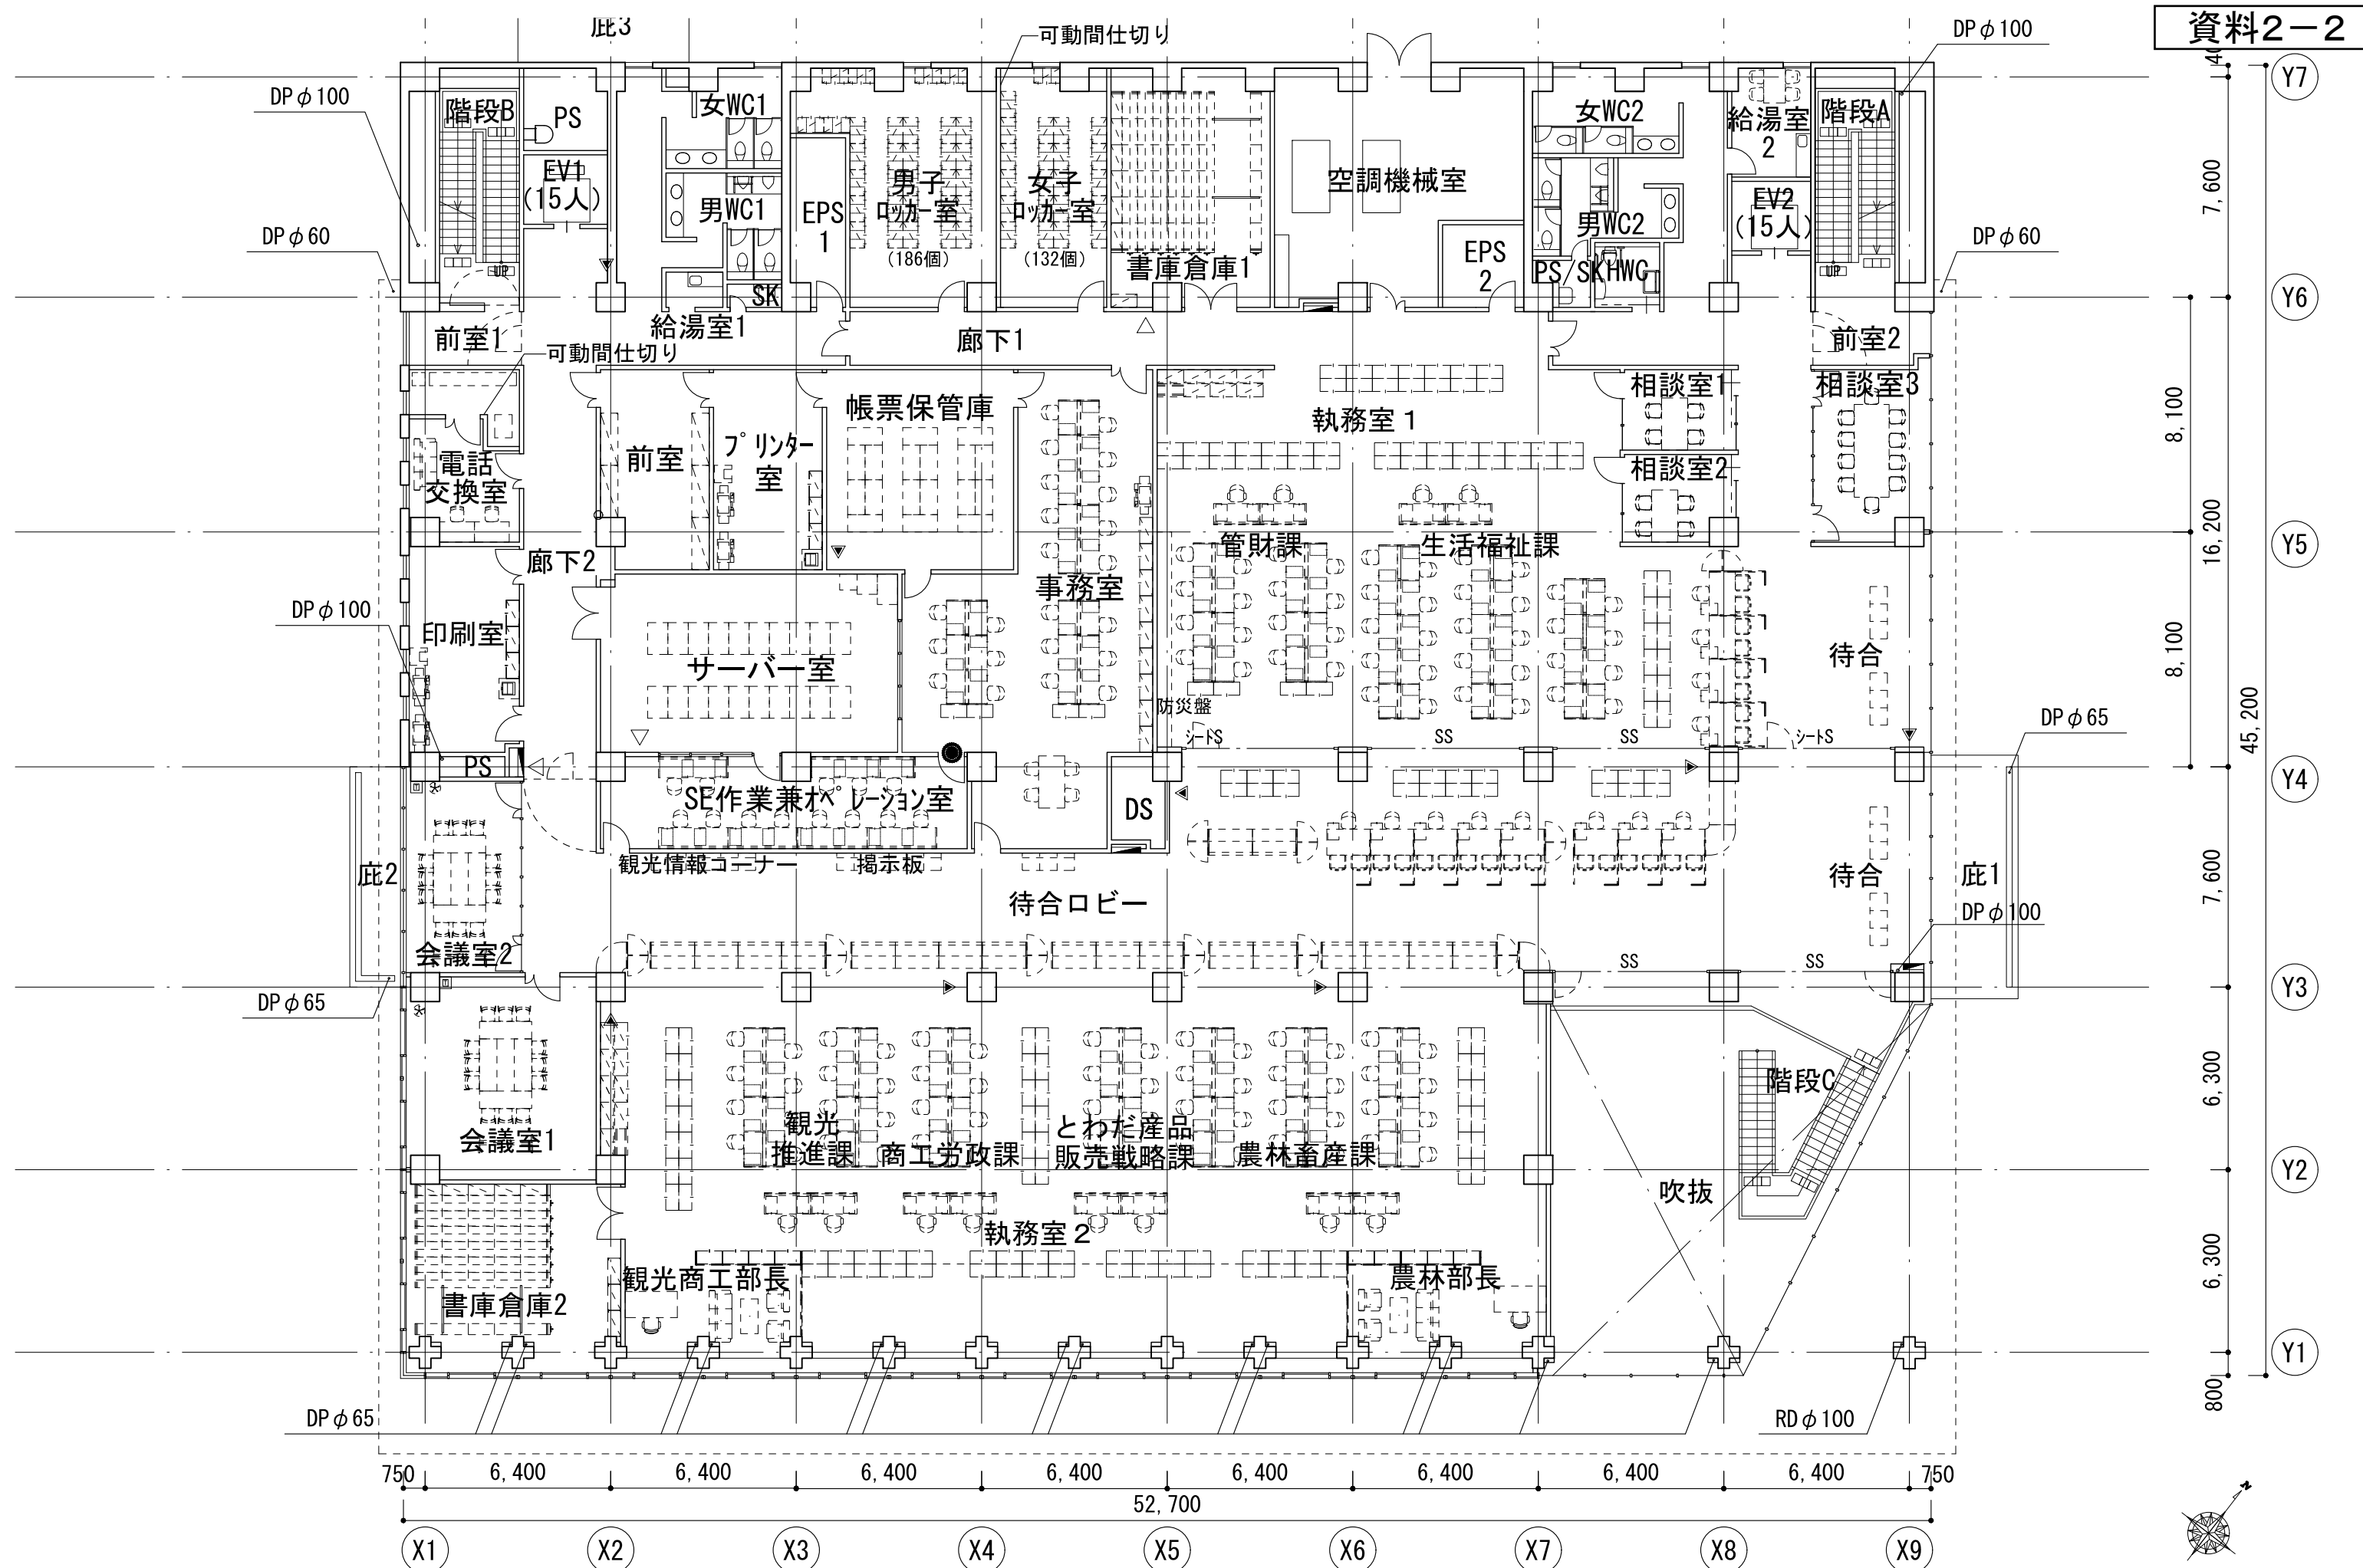 資料2-2
庇3
可動間仕切り
DPφ100
Y7
DPφ100
階段B
PS
女WC1
女WC2
給湯室
2
階段A
EV1
(15人)
男WC1
EPS
1
男子
ロッカー室
(186個)
女子
ロッカー室
(132個)
書庫倉庫1
空調機械室
EPS
2
男WC2
EV2
(15人)
7,600
DPφ60
DPφ60
UP
SK
PS/SK
HWC
UP
Y6
前室1
給湯室1
廊下1
前室2
可動間仕切り
相談室1
相談室3
帳票保管庫
執務室1
8,100
前室
プリンター
室
電話
交換室
相談室2
管財課
生活福祉課
16,200
Y5
廊下2
事務室
DPφ100
印刷室
サーバー室
待合
8,100
防災盤
シートS
SS
SS
シートS
45,200
DPφ65
PS
Y4
SE作業兼オペレーション室
DS
観光情報コーナー
掲示板
庇2
待合ロビー
待合
庇1
7,600
DPφ100
会議室2
SS
SS
DPφ65
Y3
階段C
6,300
会議室1
観光
推進課
商工労政課
とわだ産品
販売戦略課
農林畜産課
Y2
吹抜
執務室2
6,300
観光商工部長
農林部長
書庫倉庫2
Y1
800
DPφ65
RDφ100
750
6,400
6,400
6,400
6,400
6,400
6,400
6,400
6,400
750
52,700
N
X1
X2
X3
X4
X5
X6
X7
X8
X9